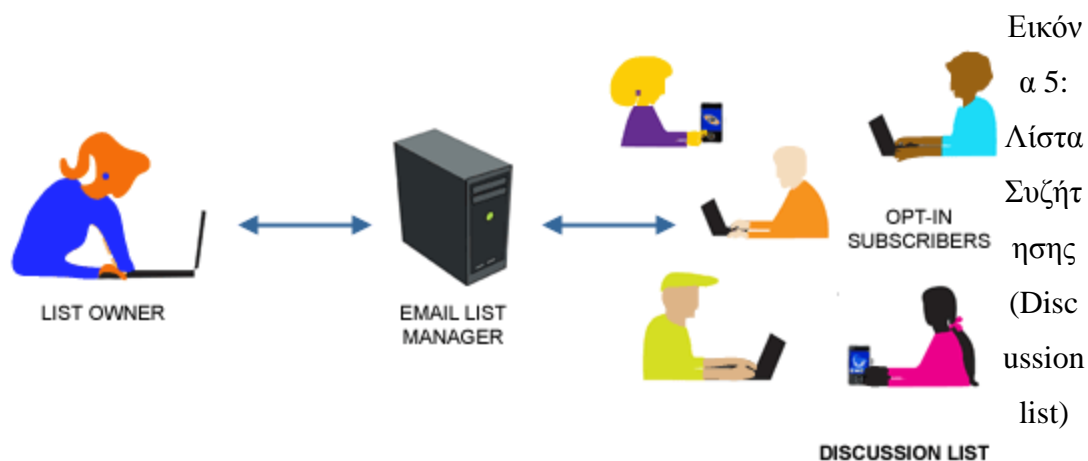 LIST OWNER
EMAIL LIST
MANAGER
OPT-IN
SUBSCRIBERS
DISCUSSION LIST
Εικόν
α 5:
Λίστα
Συζήτ
ησης
(Disc
ussion
list)